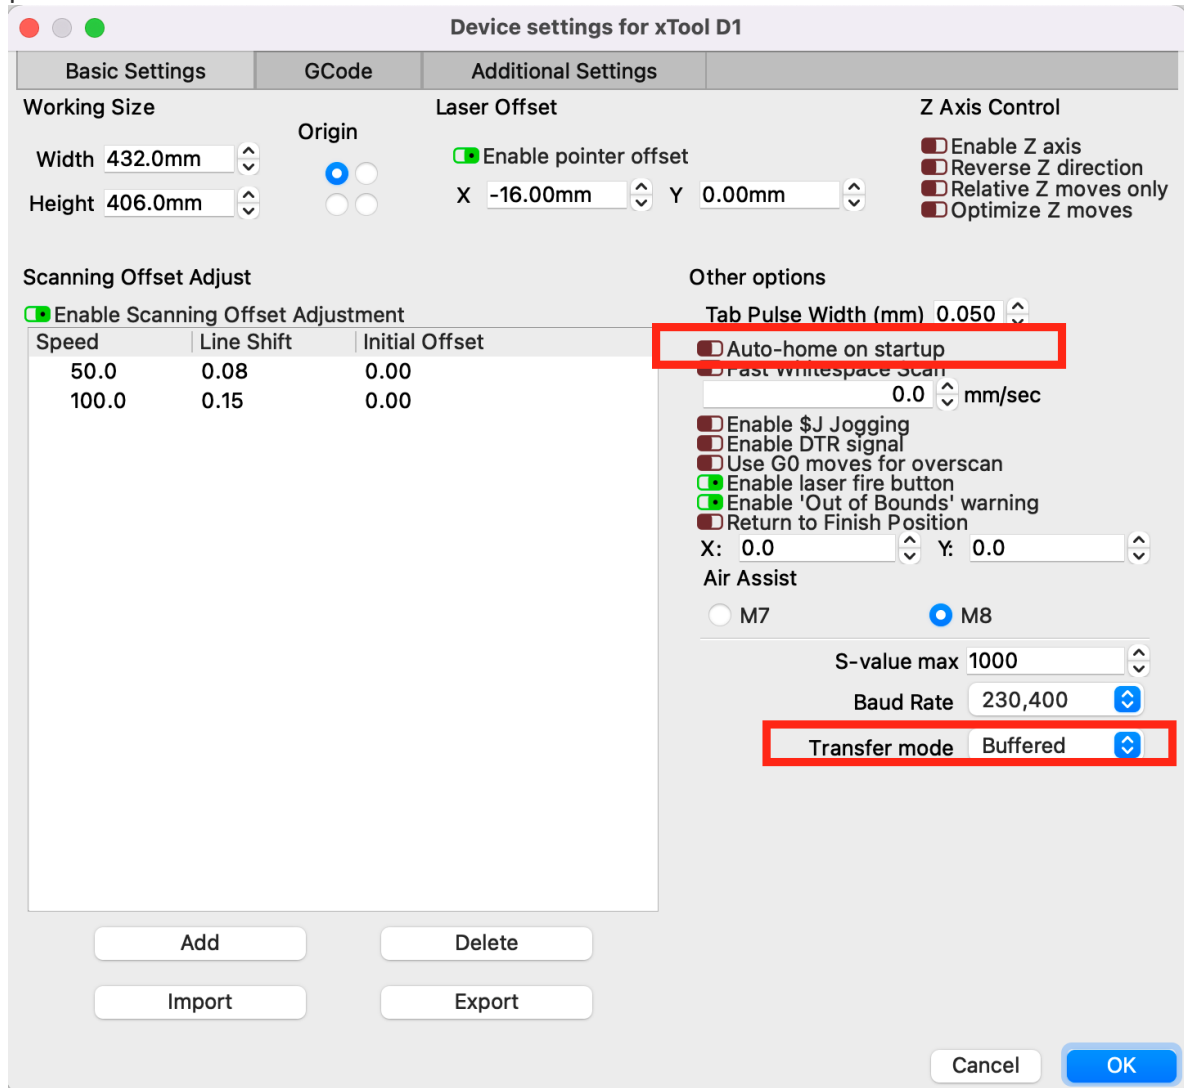 Device settings for xTool D1
Basic Settings GCode Additional Settings
Working Size
Origin
Width 432.0mm
Height 406.0mm
Laser Offset
Enable pointer offset
X -16.00mm Y 0.00mm
Z Axis Control
Enable Z axis
Reverse Z direction
Relative Z moves only
Optimize Z moves
Scanning Offset Adjust
Enable Scanning Offset Adjustment
Speed Line Shift Initial Offset
50.0 0.08 0.00
100.0 0.15 0.00
Add Delete
Import Export
Other options
Tab Pulse Width (mm) 0.050
Auto-home on startup
Fast Whitespace Scan
0.0 mm/sec
Enable $J Jogging
Enable DTR signal
Use G0 moves for overscan
Enable laser fire button
Enable 'Out of Bounds' warning
Return to Finish Position
X: 0.0 Y: 0.0
Air Assist
M7 M8
S-value max 1000
Baud Rate 230,400
Transfer mode Buffered
Cancel OK